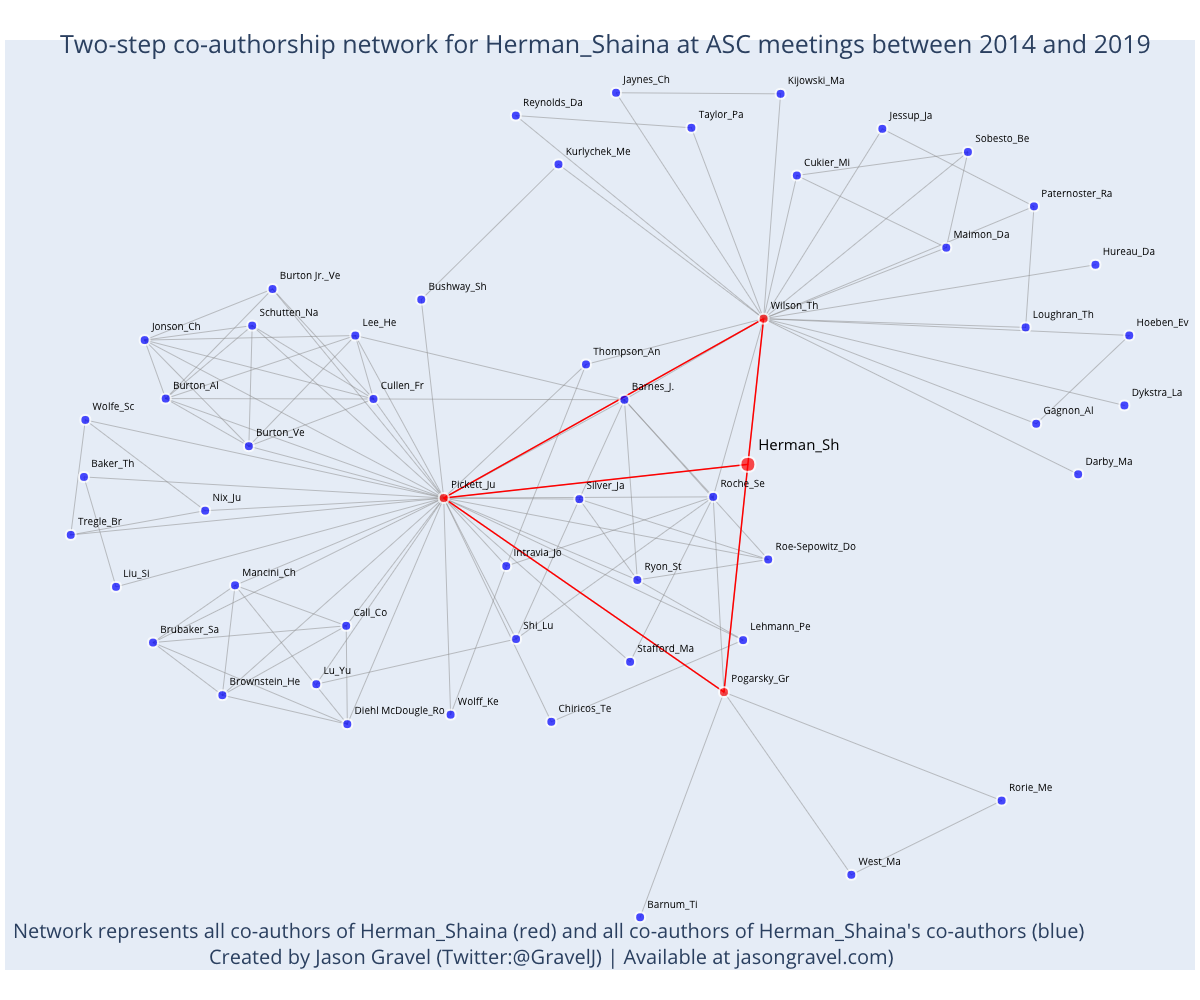 Two-step co-authorship network for Herman_Shaina at ASC meetings between 2014 and 2019
Jaynes_Ch
Kijowski_Ma
Reynolds_Da
Taylor_Pa
Jessup_Ja
Sobesto_Be
Kurlychek_Me
Cukier_Mi
Paternoster_Ra
Maimon_Da
Hureau_Da
Burton Jr._Ve
Bushway_Sh
Wilson_Th
Schutten_Na
Loughran_Th
Jonson_Ch
Lee_He
Hoeben_Ev
Thompson_An
Burton_Al
Cullen_Fr
Barnes_J.
Dykstra_La
Wolfe_Sc
Gagnon_Al
Burton_Ve
Herman_Sh
Baker_Th
Darby_Ma
Pickett_Ju
Silver_Ja
Roche_Se
Nix_Ju
Tregle_Br
Intravia_Jo
Roe-Sepowitz_Do
Liu_Si
Mancini_Ch
Ryon_St
Call_Co
Brubaker_Sa
Shi_Lu
Lehmann_Pe
Stafford_Ma
Lu_Yu
Brownstein_He
Pogarsky_Gr
Diehl McDougle_Ro
Wolff_Ke
Chiricos_Te
Rorie_Me
West_Ma
Barnum_Ti
Network represents all co-authors of Herman_Shaina (red) and all co-authors of Herman_Shaina's co-authors (blue)
Created by Jason Gravel (Twitter:@GravelJ) | Available at jasongravel.com)